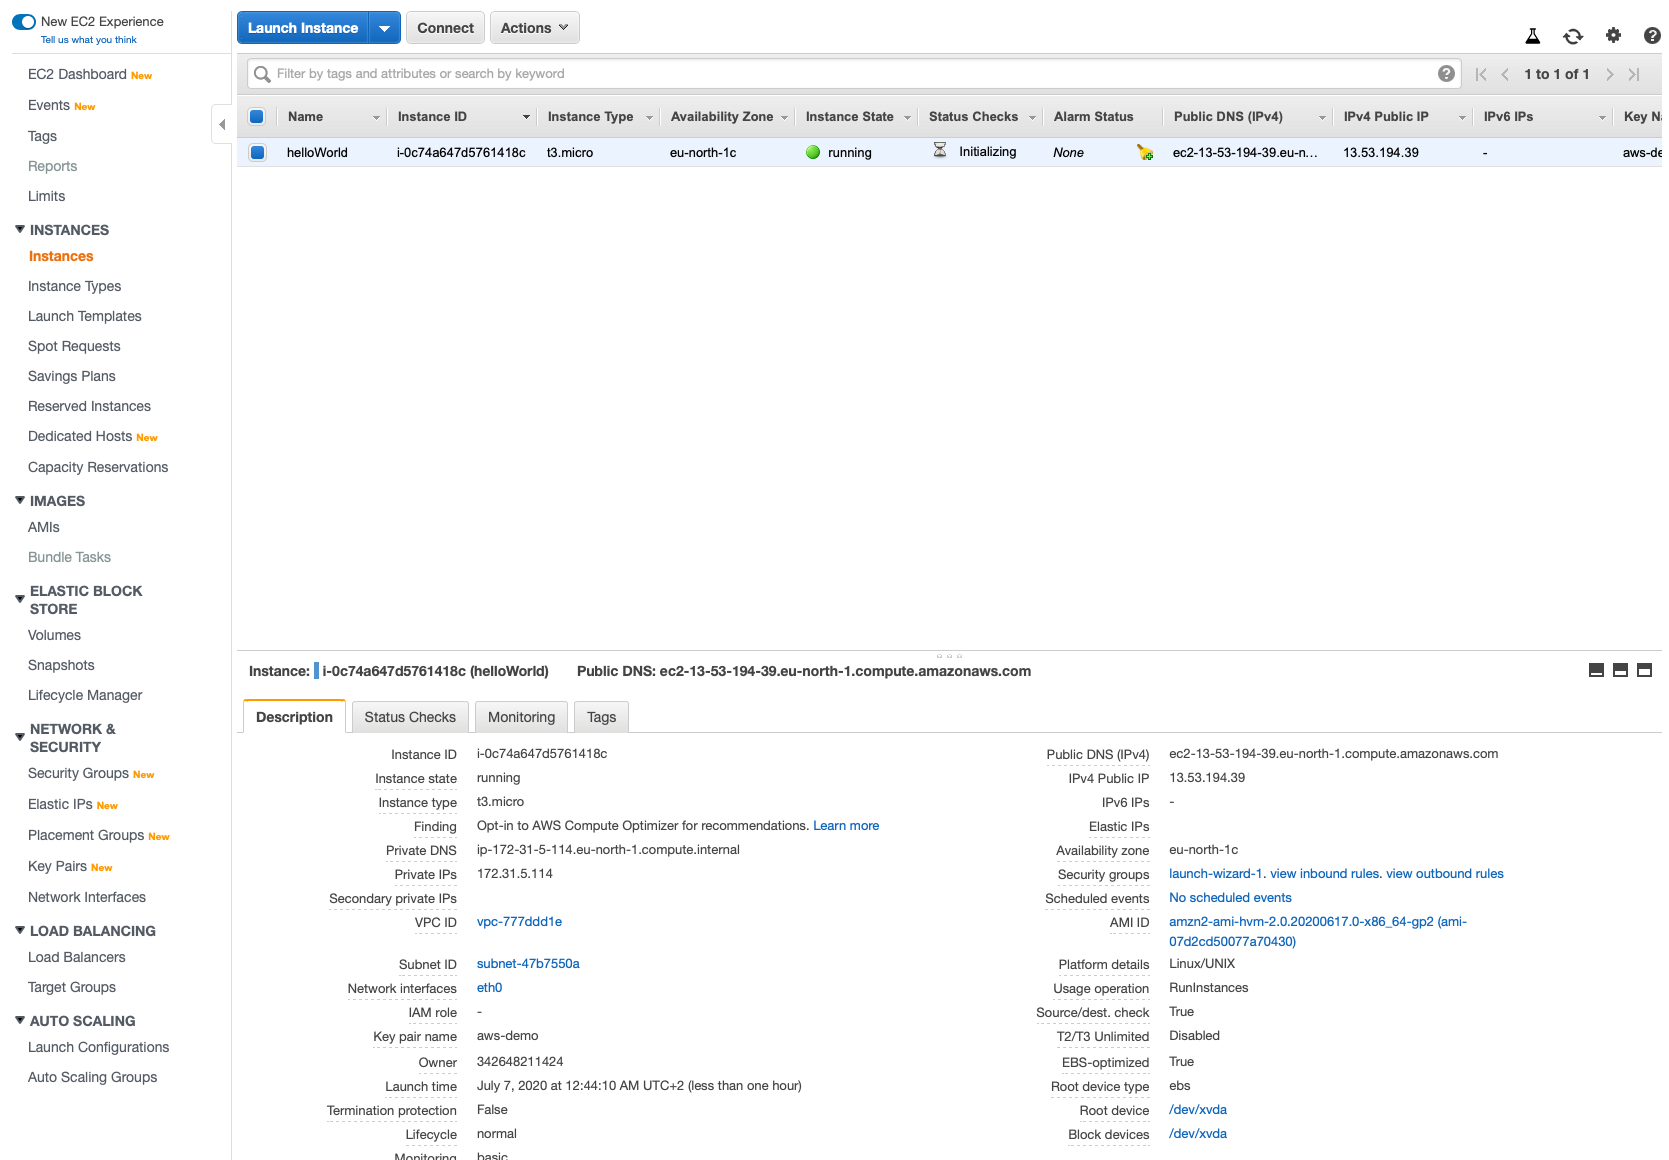 New EC2 Experience
Tell us what you think
EC2 Dashboard New
Events New
Tags
Reports
Limits
INSTANCES
Instances
Instance Types
Launch Templates
Spot Requests
Savings Plans
Reserved Instances
Dedicated Hosts New
Capacity Reservations
IMAGES
AMIs
Bundle Tasks
ELASTIC BLOCK
STORE
Volumes
Snapshots
Lifecycle Manager
NETWORK &
SECURITY
Security Groups New
Elastic IPs New
Placement Groups New
Key Pairs New
Network Interfaces
LOAD BALANCING
Load Balancers
Target Groups
AUTO SCALING
Launch Configurations
Auto Scaling Groups
Launch Instance Connect Actions
Filter by tags and attributes or search by keyword 1 to 1 of 1
Name Instance ID Instance Type Availability Zone Instance State Status Checks Alarm Status Public DNS (IPv4) IPv4 Public IP IPv6 IPs Key Na
helloWorld i-0c74a647d5761418c t3.micro eu-north-1c running Initializing None ec2-13-53-194-39.eu-n... 13.53.194.39 - aws-de
Instance: i-0c74a647d5761418c (helloWorld) Public DNS: ec2-13-53-194-39.eu-north-1.compute.amazonaws.com
Description Status Checks Monitoring Tags
Instance ID i-0c74a647d5761418c
Instance state running
Instance type t3.micro
Finding Opt-in to AWS Compute Optimizer for recommendations. Learn more
Private DNS ip-172-31-5-114.eu-north-1.compute.internal
Private IPs 172.31.5.114
Secondary private IPs
VPC ID vpc-777ddd1e
Subnet ID subnet-47b7550a
Network interfaces eth0
IAM role -
Key pair name aws-demo
Owner 342648211424
Launch time July 7, 2020 at 12:44:10 AM UTC+2 (less than one hour)
Termination protection False
Lifecycle normal
Monitoring basic
Public DNS (IPv4) ec2-13-53-194-39.eu-north-1.compute.amazonaws.com
IPv4 Public IP 13.53.194.39
IPv6 IPs -
Elastic IPs
Availability zone eu-north-1c
Security groups launch-wizard-1. view inbound rules. view outbound rules
Scheduled events No scheduled events
AMI ID amzn2-ami-hvm-2.0.20200617.0-x86_64-gp2 (ami-
07d2cd50077a70430)
Platform details Linux/UNIX
Usage operation RunInstances
Source/dest. check True
T2/T3 Unlimited Disabled
EBS-optimized True
Root device type ebs
Root device /dev/xvda
Block devices /dev/xvda